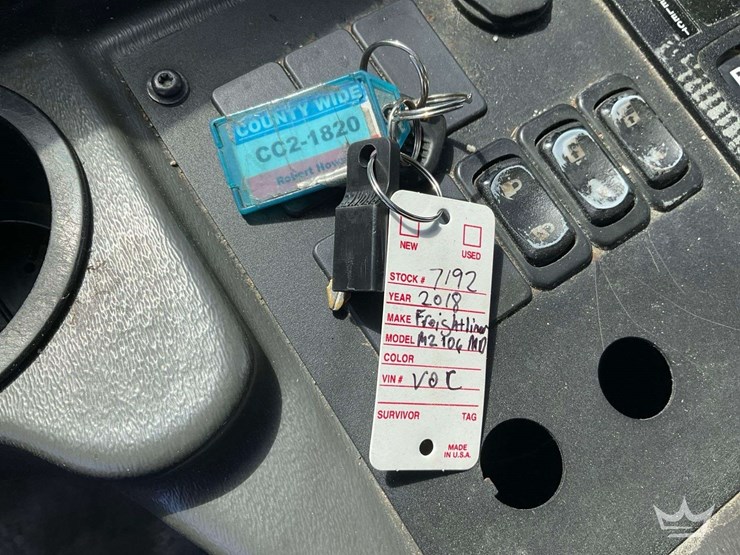 COUNTY WIDE
CC2-1820
Robert
NEW USED
STOCK # 7192
YEAR 2018
MAKE Freightliner
MODEL M2 106 MD
COLOR
VIN #
SURVIVOR TAG
MADE
IN U.S.A.